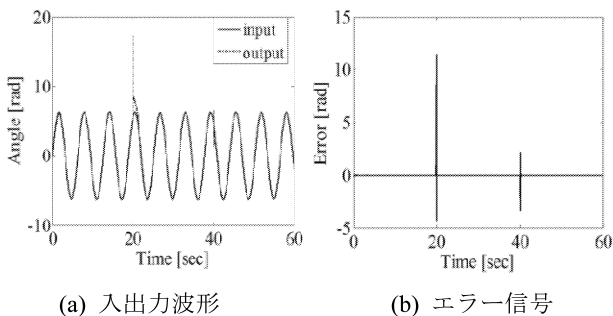 20
10
0
-10
Angle [rad]
input
output
0
20
40
60
Time [sec]
(a) 入出力波形
15
10
5
0
-5
Error [rad]
0
20
40
60
Time [sec]
(b) エラー信号